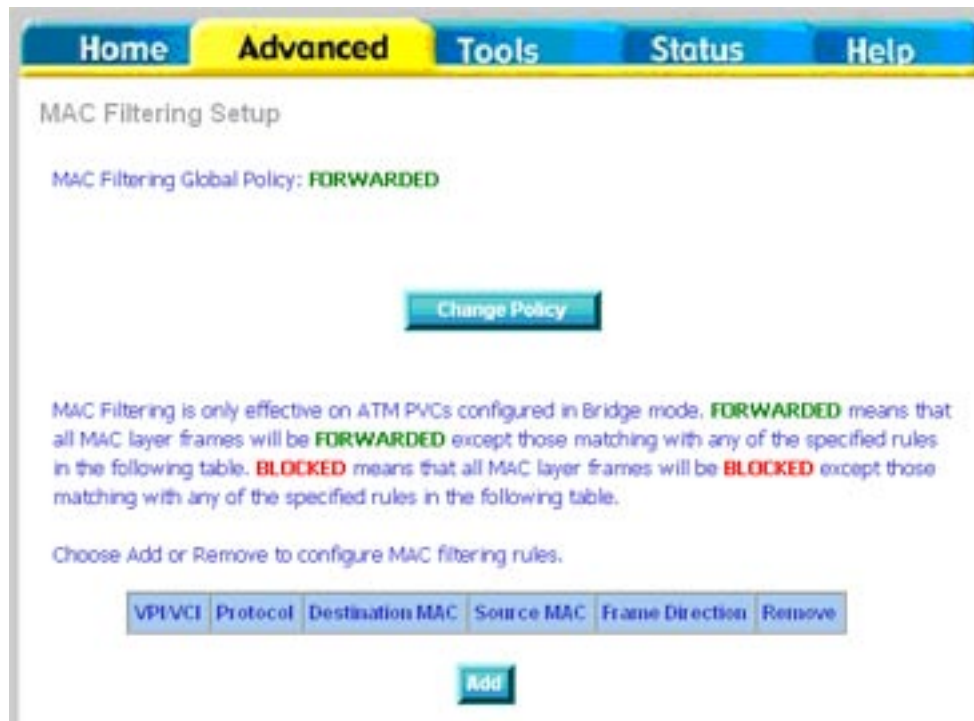 Home Advanced Tools Status Help
MAC Filtering Setup
MAC Filtering Global Policy: FORWARDED
Change Policy
MAC Filtering is only effective on ATM PVCs configured in Bridge mode. FORWARDED means that
all MAC layer frames will be FORWARDED except those matching with any of the specified rules
in the following table. BLOCKED means that all MAC layer frames will be BLOCKED except those
matching with any of the specified rules in the following table.
Choose Add or Remove to configure MAC filtering rules.
VPI/VCI Protocol Destination MAC Source MAC Frame Direction Remove
Add